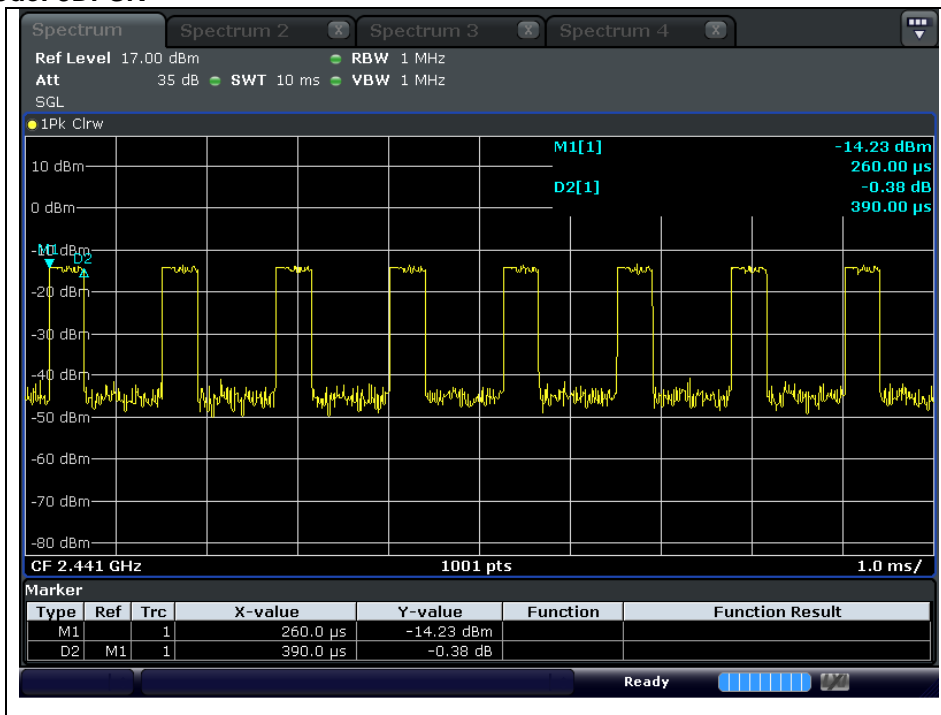 Spectrum Spectrum 2 X Spectrum 3 X Spectrum 4 X
Ref Level 17.00 dBm RBW 1 MHz
Att 35 dB SWT 10 ms VBW 1 MHz
SGL
1Pk Clrw
M1[1] -14.23 dBm
260.00 µs
10 dBm
D2[1] -0.38 dB
390.00 µs
0 dBm
M1
-10 dBm
D2
-20 dBm
-30 dBm
-40 dBm
-50 dBm
-60 dBm
-70 dBm
-80 dBm
CF 2.441 GHz 1001 pts 1.0 ms/
Marker
Type Ref Trc X-value Y-value Function Function Result
M1 1 260.0 µs -14.23 dBm
D2 M1 1 390.0 µs -0.38 dB
Ready